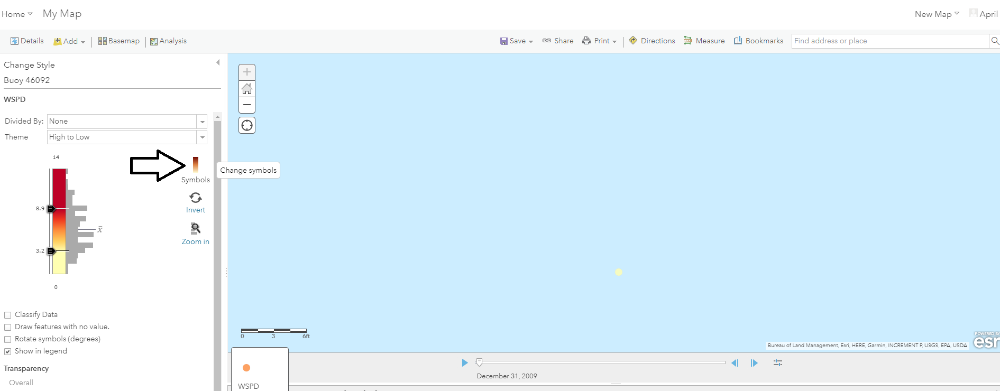 Home My Map New Map April
Details Add Basemap Analysis Save Share Print Directions Measure Bookmarks Find address or place
Change Style
Buoy 46092
WSPD
Divided By: None
Theme High to Low
14
Change symbols
Symbols
8.9
Invert
x̄
Zoom in
3.2
0
Classify Data
Draw features with no value.
Rotate symbols (degrees)
Show in legend
Transparency
Overall
0 3 6ft
POWERED BY
esri
Bureau of Land Management, Esri, HERE, Garmin, INCREMENT P, USGS, EPA, USDA
December 31, 2009
WSPD